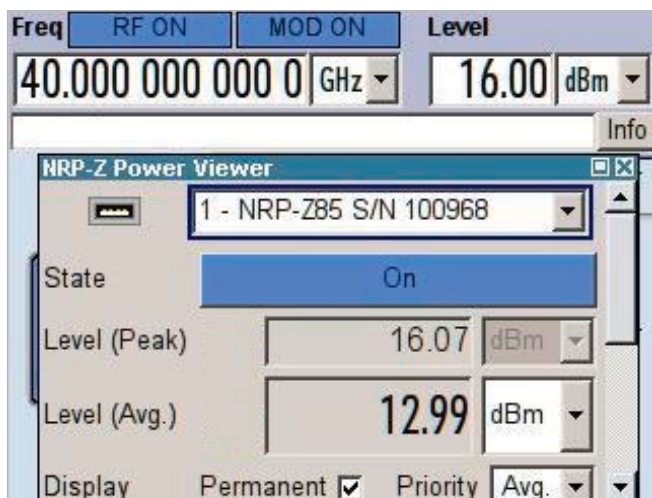 Freq RF ON MOD ON Level
40.000 000 000 0 GHz 16.00 dBm
Info
NRP-Z Power Viewer
1 - NRP-Z85 S/N 100968
State On
Level (Peak) 16.07 dBm
Level (Avg.) 12.99 dBm
Display Permanent Priority Avg.